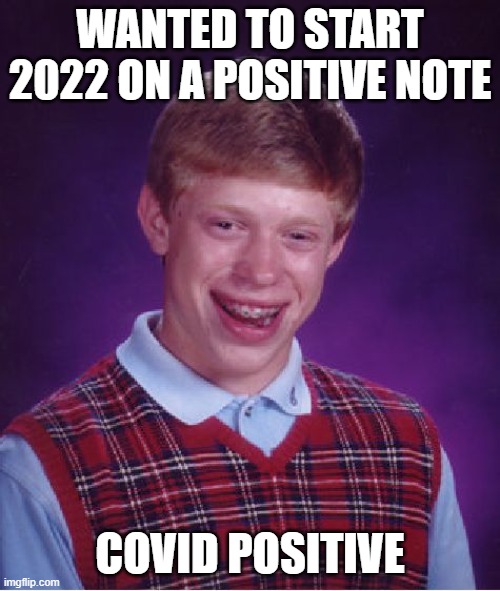 WANTED TO START
2022 ON A POSITIVE NOTE
COVID POSITIVE
imgflip.com